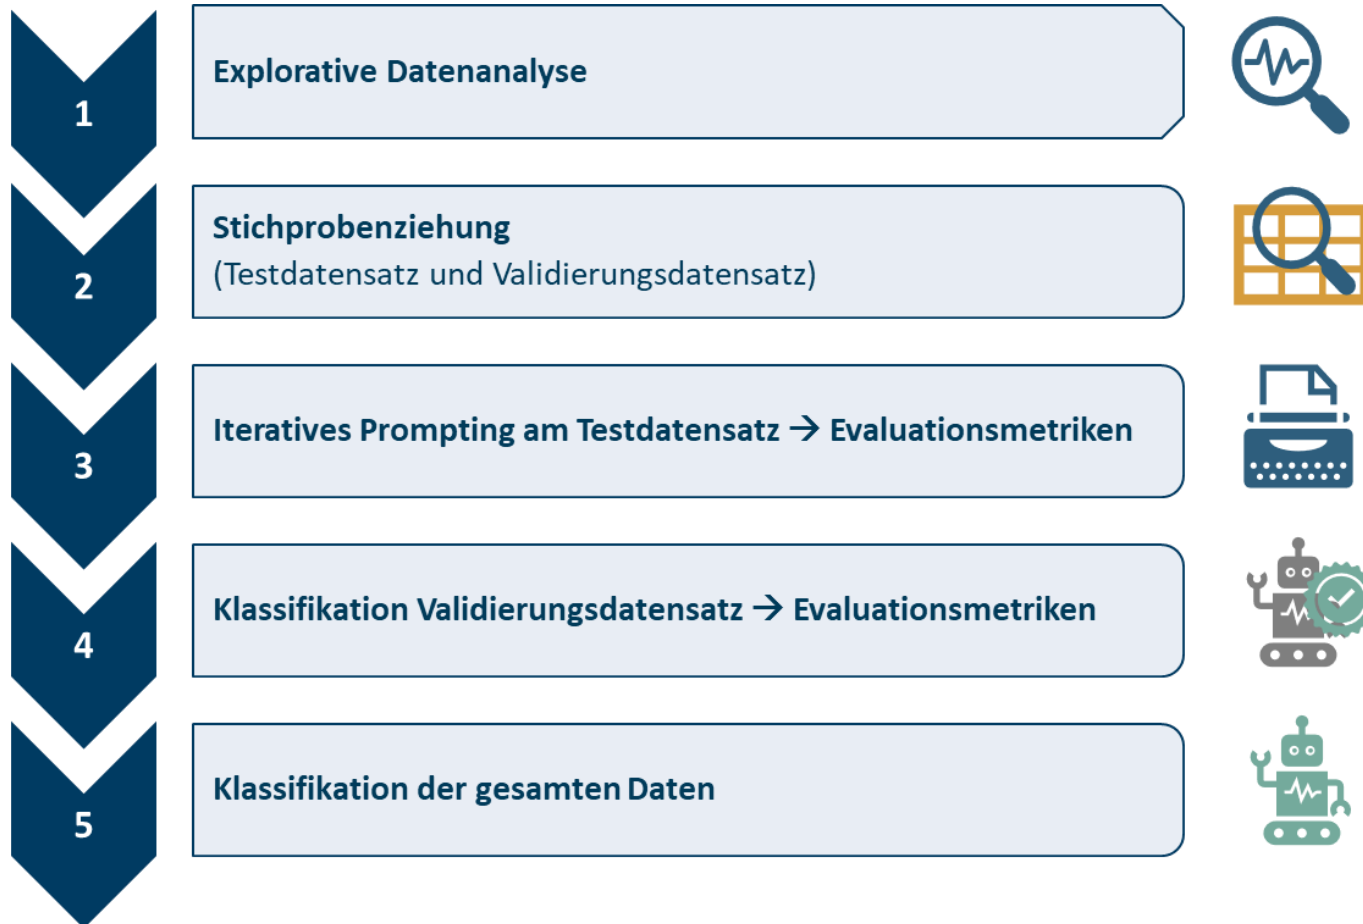 1
Explorative Datenanalyse
2
Stichprobenziehung
(Testdatensatz und Validierungsdatensatz)
3
Iteratives Prompting am Testdatensatz → Evaluationsmetriken
4
Klassifikation Validierungsdatensatz → Evaluationsmetriken
5
Klassifikation der gesamten Daten